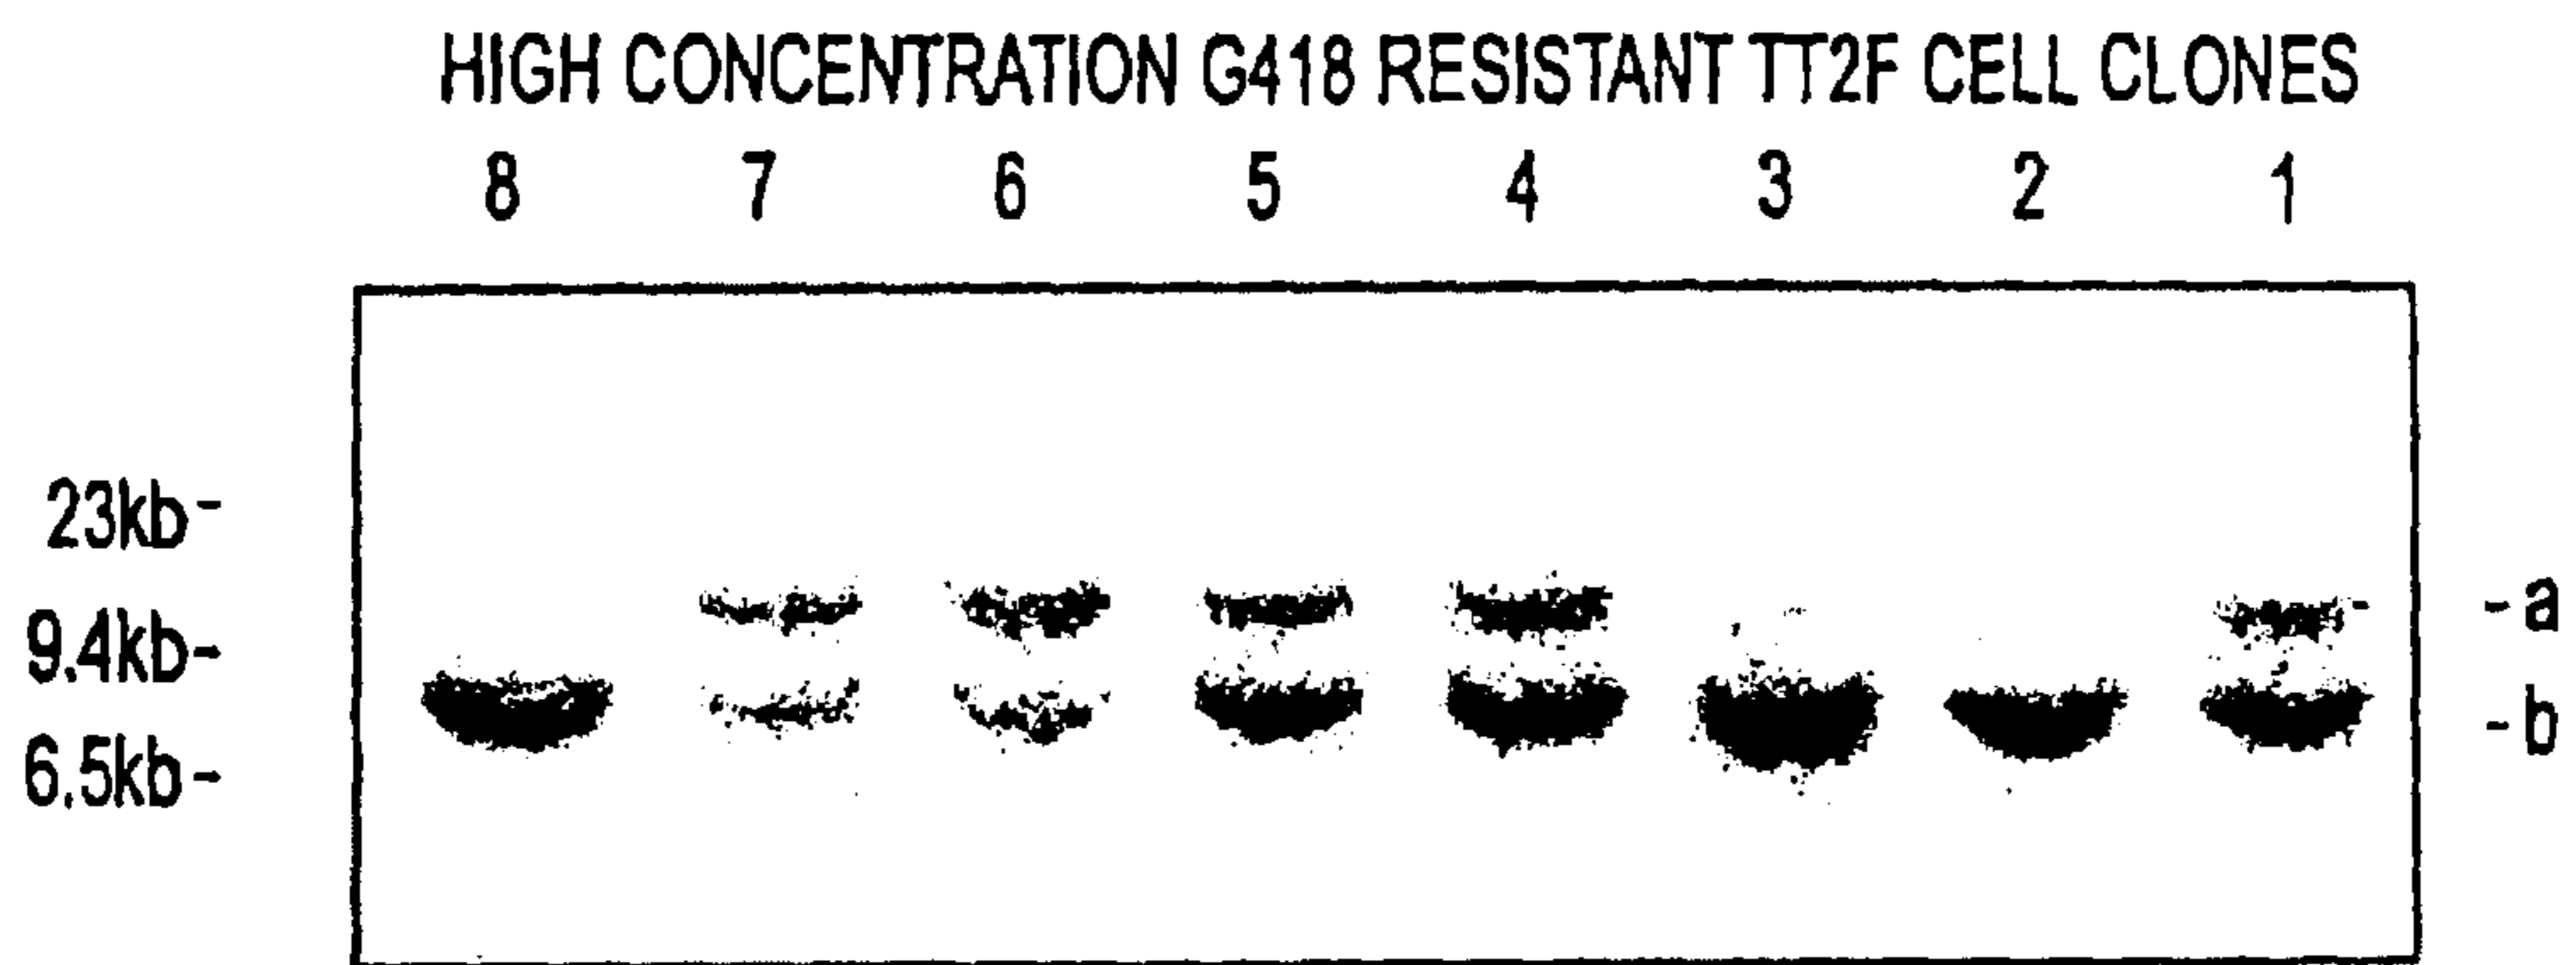 HIGH CONCENTRATION G418 RESISTANT TT2F CELL CLONES
8 7 6 5 4 3 2 1
23kb-
9.4kb-
6.5kb-
-a
-b